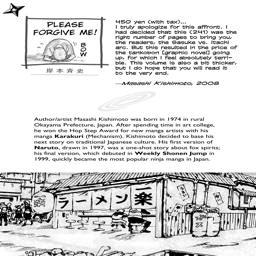 PLEASE
FORGIVE ME!
450 yen (with tax)...
I truly apologize for this affront. I
had decided that this (241) was the
right number of pages to bring you,
the readers, the Sasuke vs. Itachi
arc. But this resulted in the price of
the tankobon (graphic novel) going
up, for which I feel absolutely terri-
ble. This volume is also a bit thicker,
but I do hope that you will read it
to the very end.
岸本斉史
—Masashi Kishimoto, 2008
Author/artist Masashi Kishimoto was born in 1974 in rural
Okayama Prefecture, Japan. After spending time in art college,
he won the Hop Step Award for new manga artists with his
manga Karakuri (Mechanical). Kishimoto decided to base his
next story on traditional Japanese culture. His first version of
Naruto, drawn in 1997, was a one-shot story about fox spirits;
his final version, which debuted in Weekly Shonen Jump in
1999, quickly became the most popular ninja manga in Japan.
ラーメン
楽